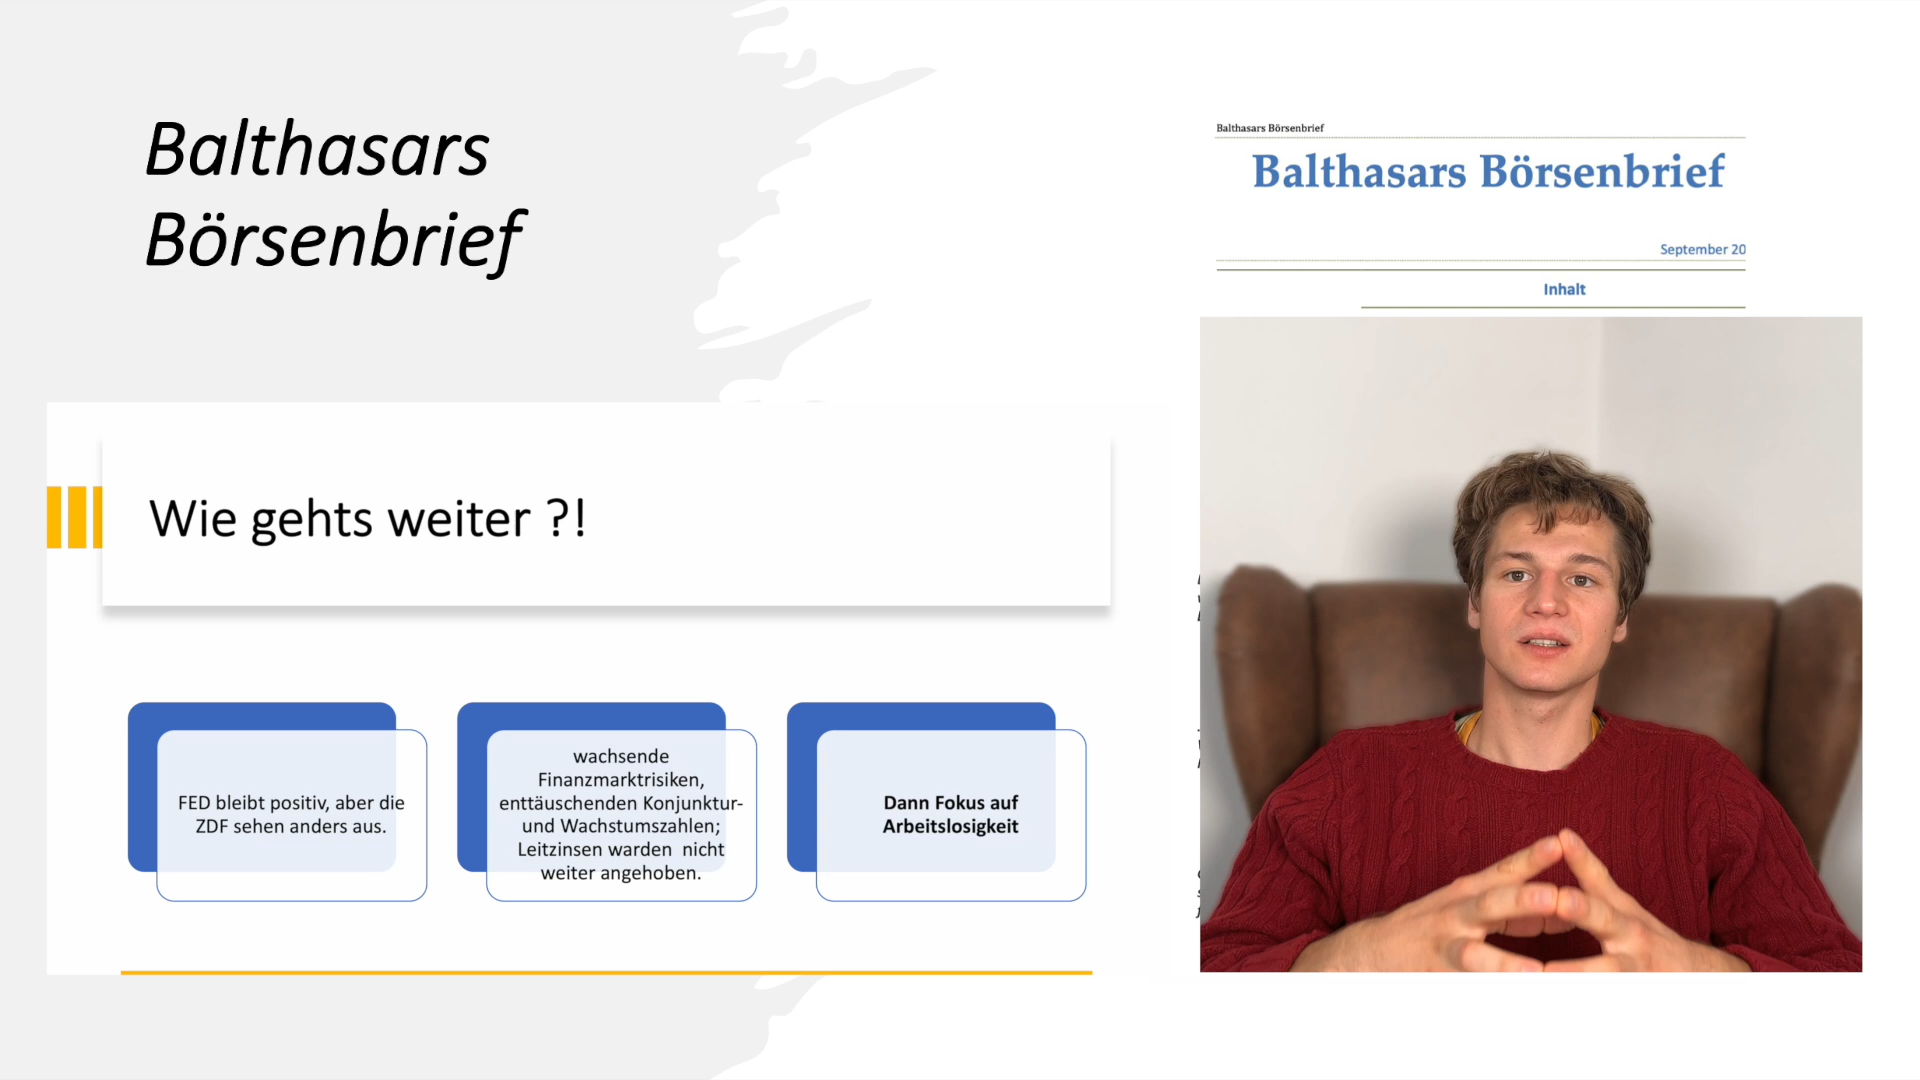 Balthasars
Börsenbrief
Balthasars Börsenbrief
Balthasars Börsenbrief
September 20
Inhalt
Wie gehts weiter ?!
FED bleibt positiv, aber die
ZDF sehen anders aus.
wachsende
Finanzmarktrisiken,
enttäuschenden Konjunktur-
und Wachstumszahlen;
Leitzinsen warden nicht
weiter angehoben.
Dann Fokus auf
Arbeitslosigkeit